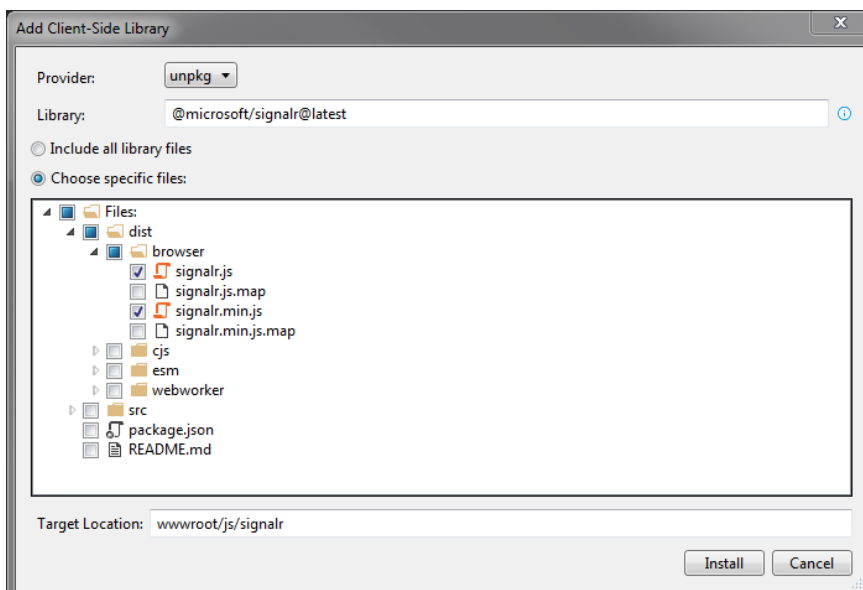 Add Client-Side Library
X
Provider: unpkg
Library: @microsoft/signalr@latest
Include all library files
Choose specific files:
Files:
dist
browser
signalr.js
signalr.js.map
signalr.min.js
signalr.min.js.map
cjs
esm
webworker
src
package.json
README.md
Target Location: wwwroot/js/signalr
Install Cancel